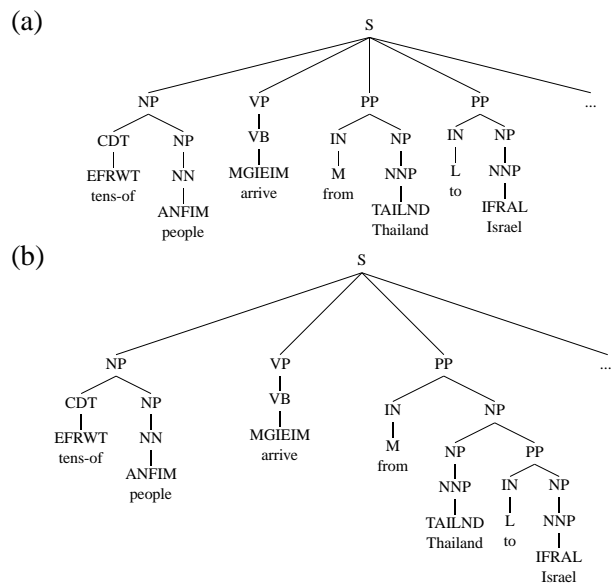 (a)
S
NP VP PP PP ...
CDT NP VB IN NP IN NP
EFRWT NN MGIEIM M NNP L NNP
tens-of arrive from to
ANFIM TAILND IFRAL
people Thailand Israel
(b)
S
NP VP PP ...
CDT NP VB IN NP
EFRWT NN MGIEIM M NP PP
tens-of arrive from
ANFIM NNP IN NP
people
TAILND L NNP
Thailand to
IFRAL
Israel